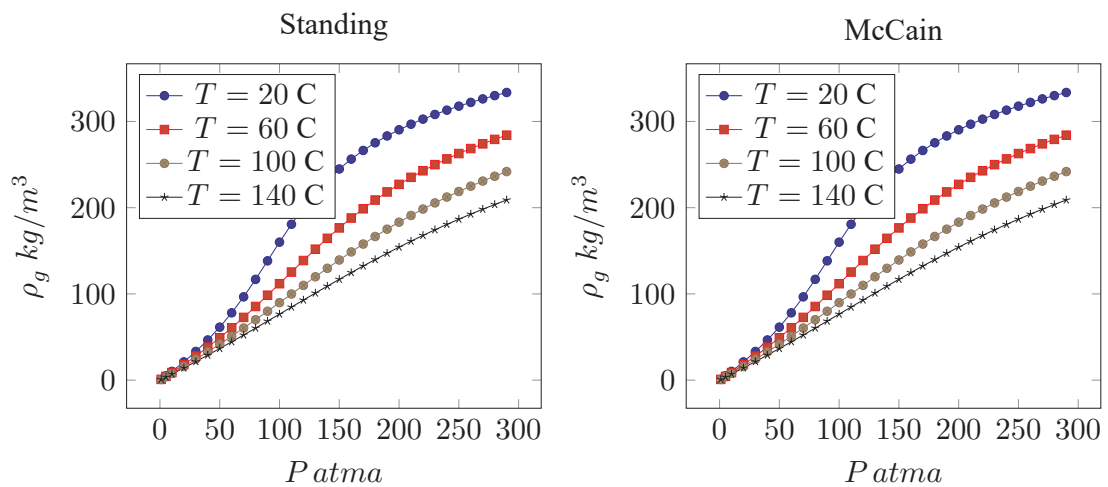 Standing
T = 20 C
T = 60 C
T = 100 C
T = 140 C
300
200
100
0
0 50 100 150 200 250 300
P atma
ρ_g kg/m³
McCain
T = 20 C
T = 60 C
T = 100 C
T = 140 C
300
200
100
0
0 50 100 150 200 250 300
P atma
ρ_g kg/m³